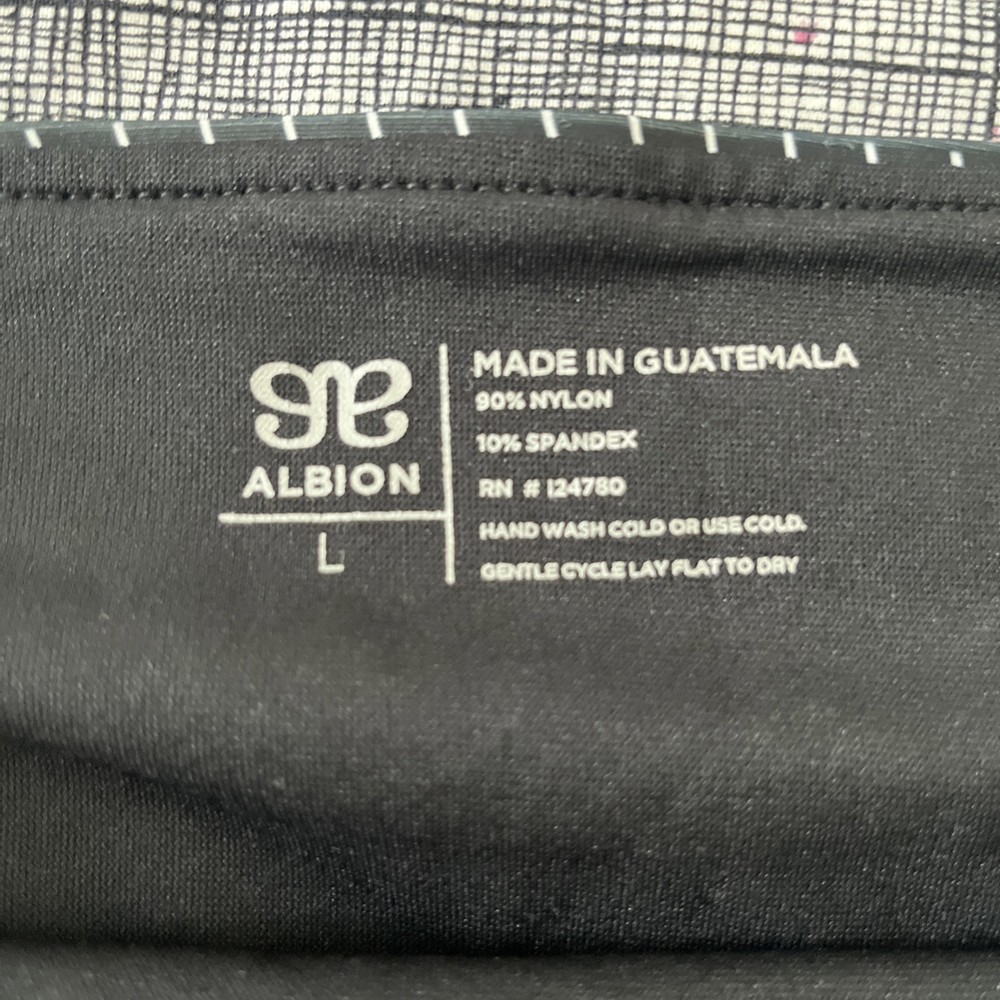 ALBION
L
MADE IN GUATEMALA
90% NYLON
10% SPANDEX
RN # 124780
HAND WASH COLD OR USE COLD.
GENTLE CYCLE LAY FLAT TO DRY